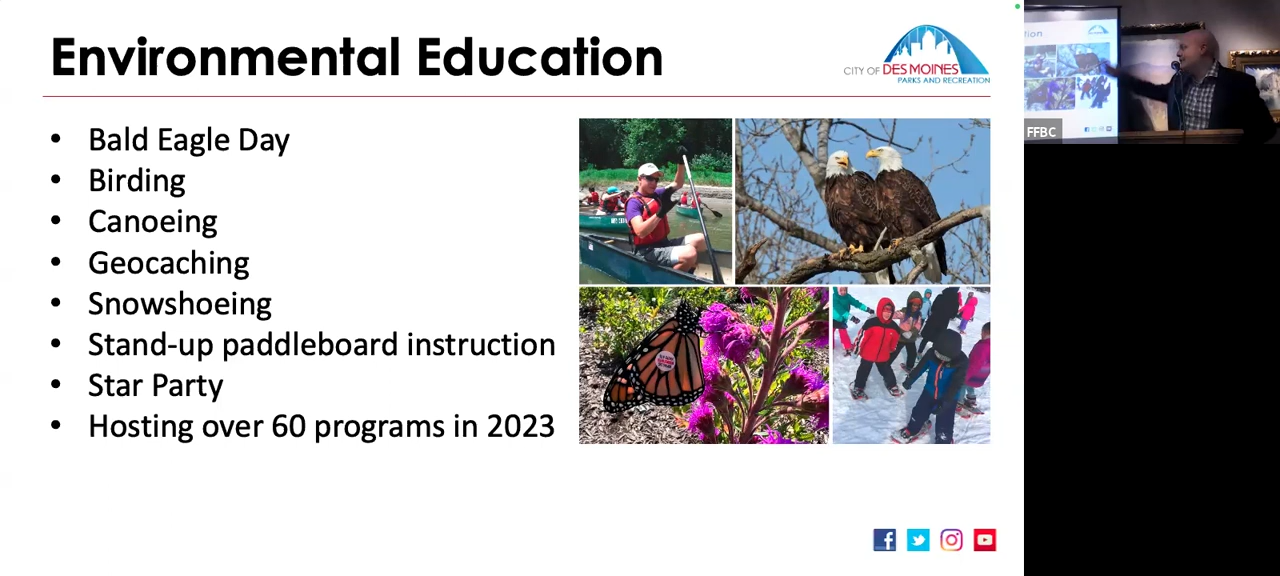 Environmental Education
CITY OF DES MOINES
PARKS AND RECREATION
• Bald Eagle Day
• Birding
• Canoeing
• Geocaching
• Snowshoeing
• Stand-up paddleboard instruction
• Star Party
• Hosting over 60 programs in 2023
FFBC